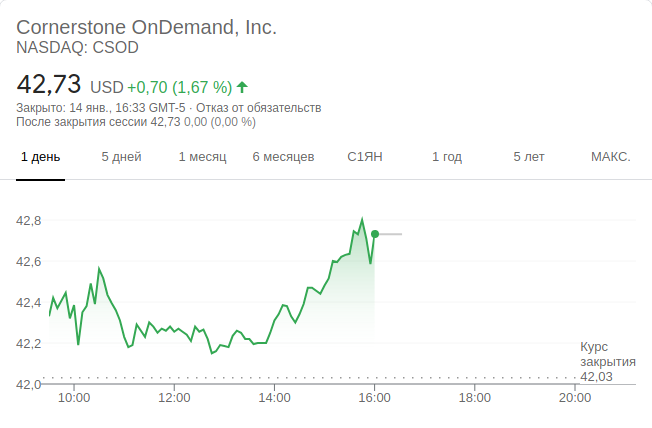 Cornerstone OnDemand, Inc.
NASDAQ: CSOD
42,73 USD +0,70 (1,67 %)
Закрыто: 14 янв., 16:33 GMT-5 · Отказ от обязательств
После закрытия сессии 42,73 0,00 (0,00 %)
1 день 5 дней 1 месяц 6 месяцев С1ЯН 1 год 5 лет МАКС.
42,8
42,6
42,4
42,2
Курс
закрытия
42,03
42,0
10:00 12:00 14:00 16:00 18:00 20:00